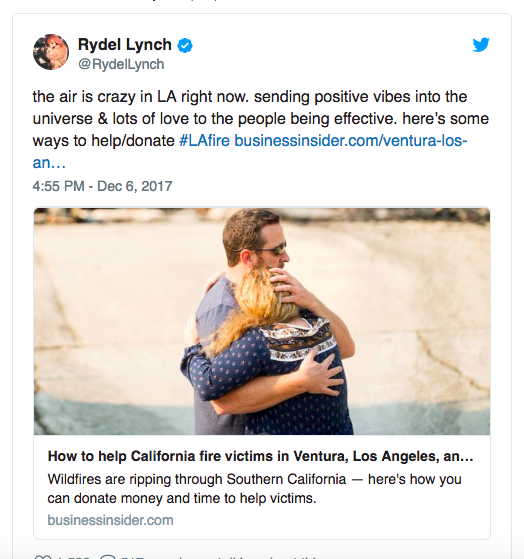 Rydel Lynch
@RydelLynch
the air is crazy in LA right now. sending positive vibes into the
universe & lots of love to the people being effective. here’s some
ways to help/donate #LAfire businessinsider.com/ventura-los-
an…
4:55 PM - Dec 6, 2017
How to help California fire victims in Ventura, Los Angeles, an...
Wildfires are ripping through Southern California — here's how you
can donate money and time to help victims.
businessinsider.com